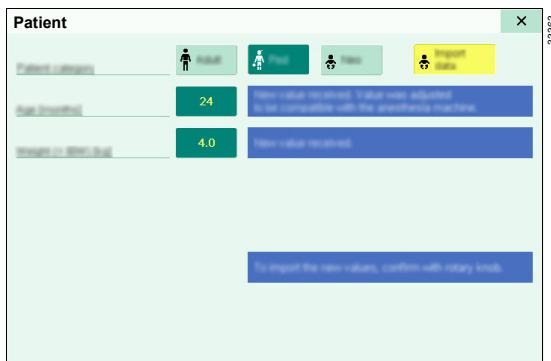 Patient
×
Adult
Ped
Neo
Import
data
Patient category
Age [months]
24
New value received. Value was adjusted
to be compatible with the anesthesia machine.
Weight (= IBW) [kg]
4.0
New value received.
To import the new values, confirm with rotary knob.